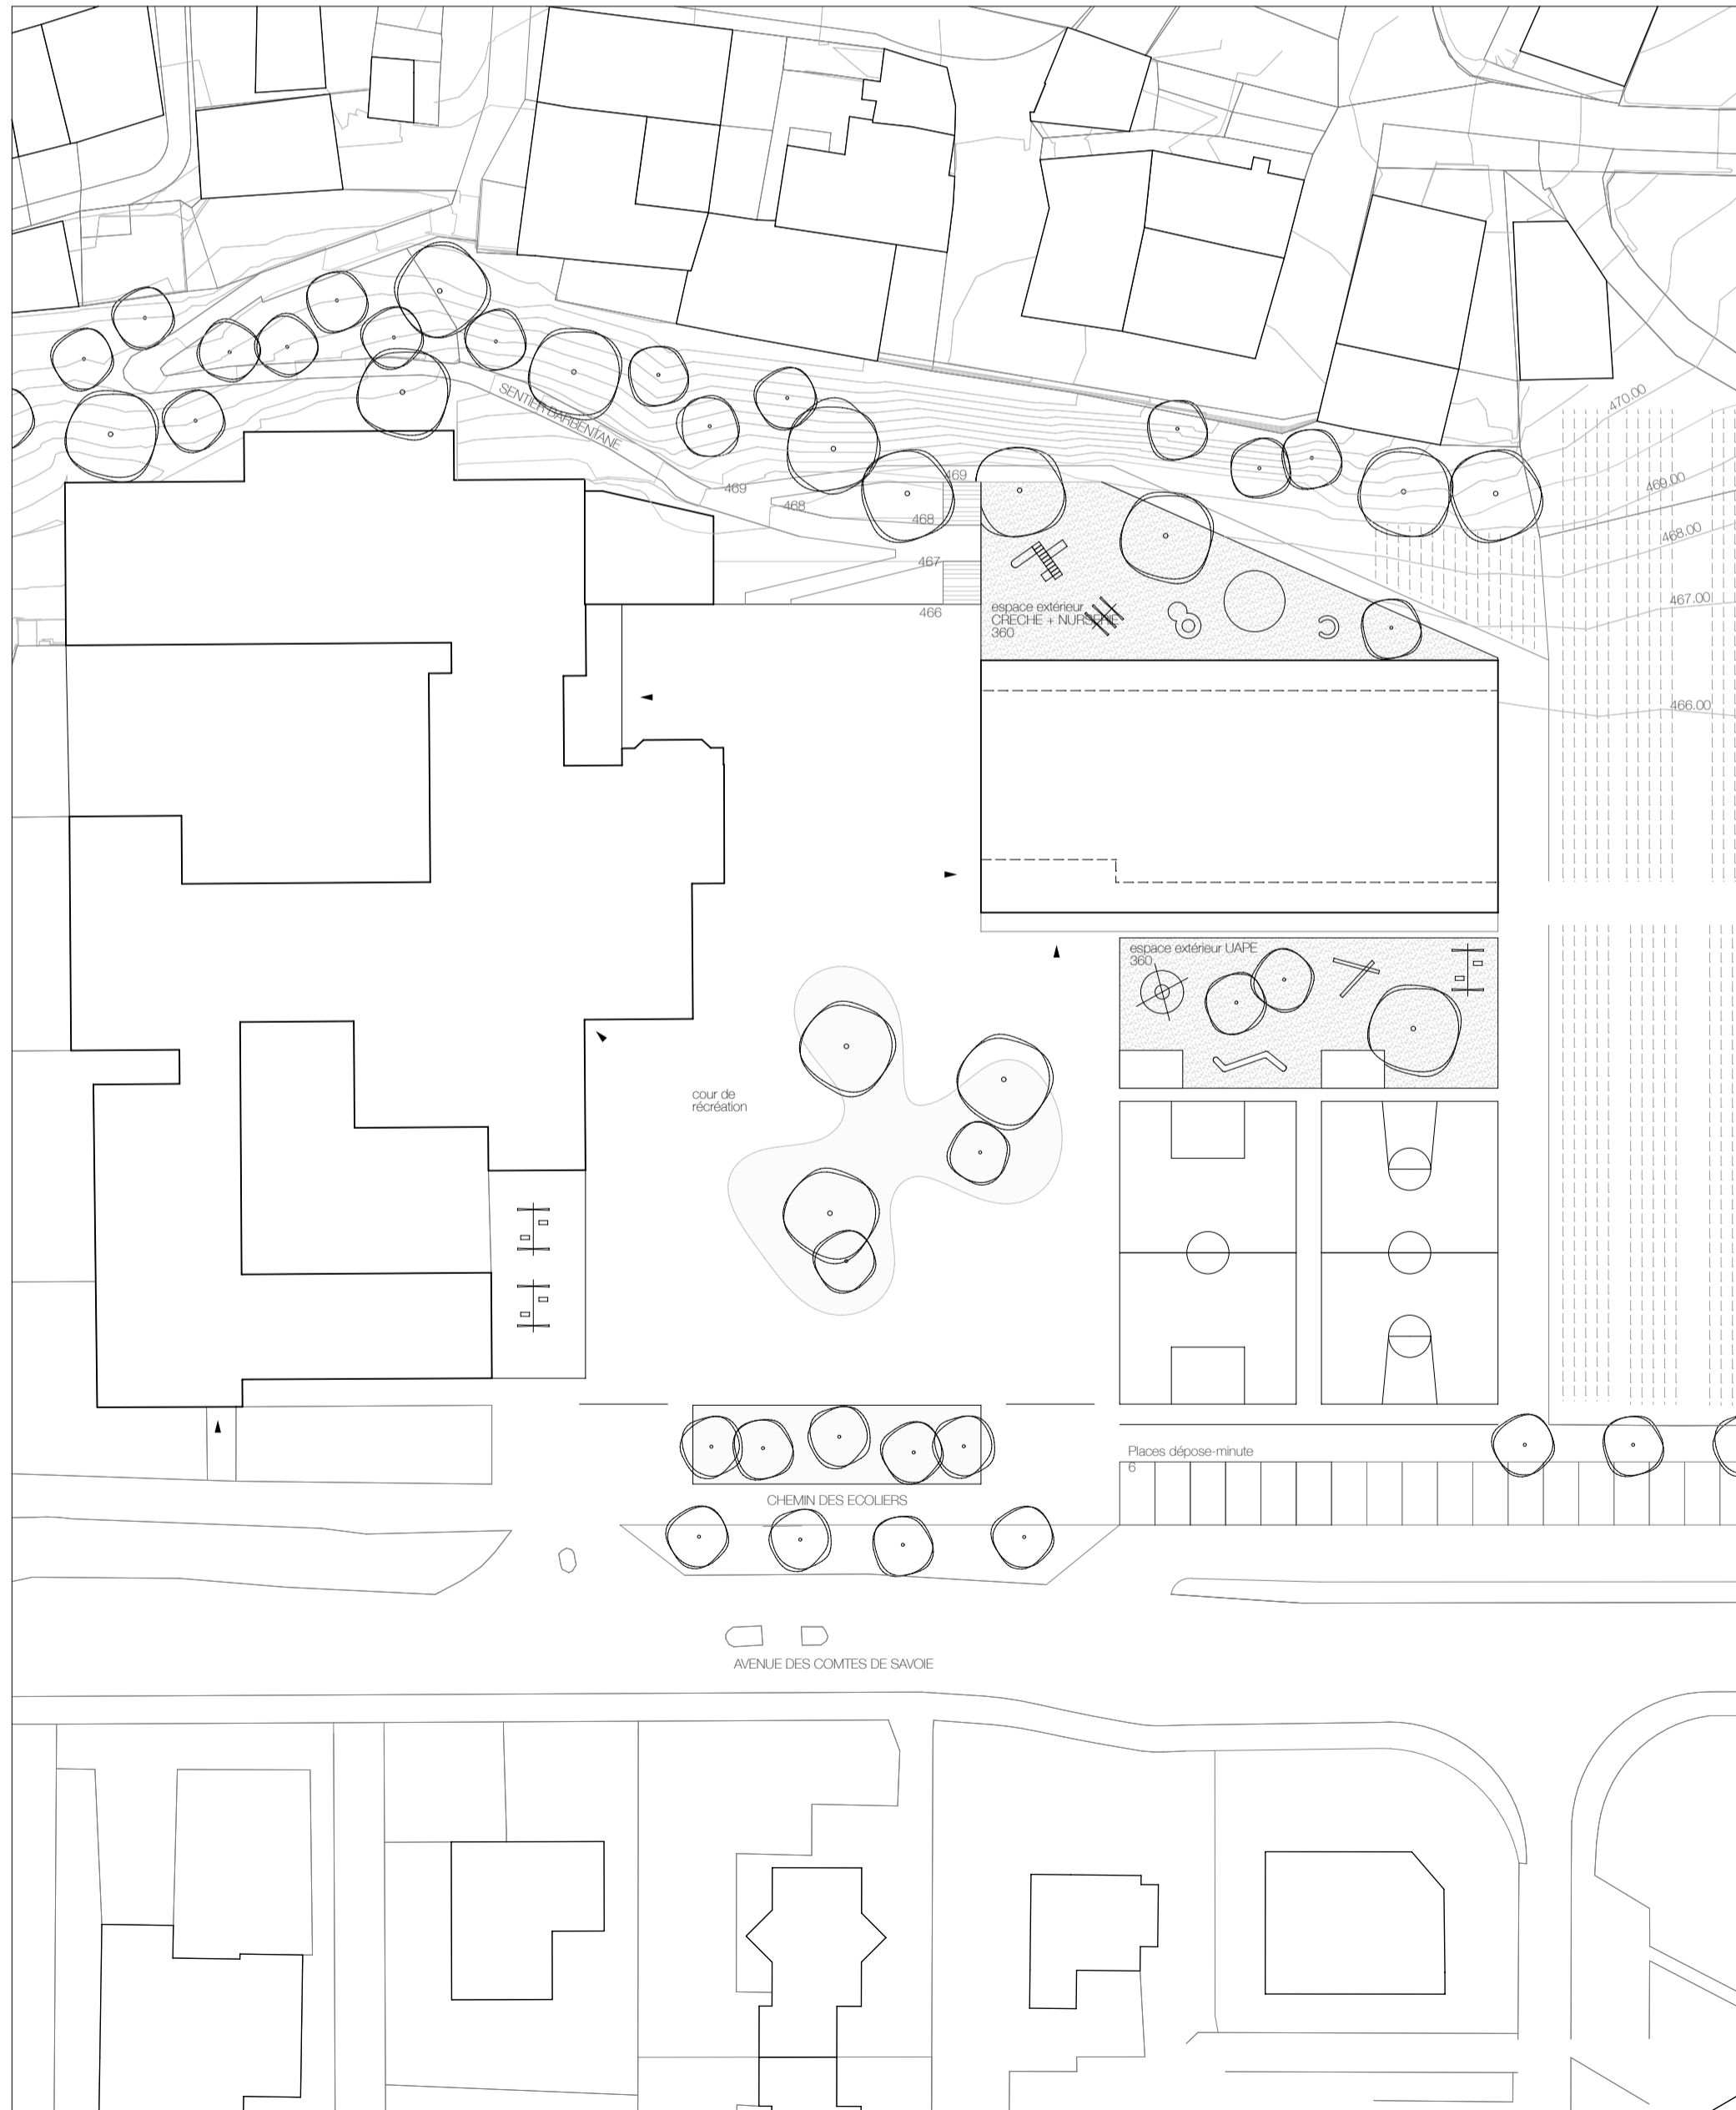 470.00
SENTIER BARBENTANE
469
469
469.00
468
468
468.00
467
467.00
466
espace extérieur
CRECHE + NURSERIE
360
466.00
espace extérieur UAPE
360
cour de
récréation
Places dépose-minute
6
CHEMIN DES ECOLIERS
AVENUE DES COMTES DE SAVOIE